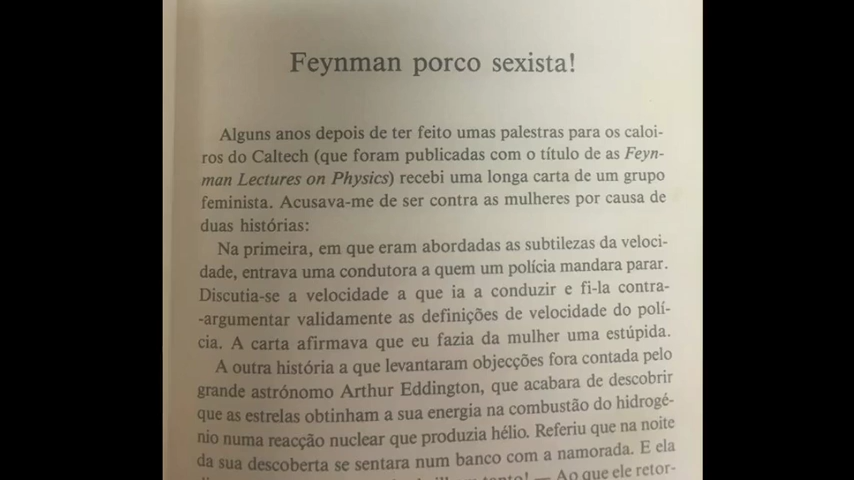 Feynman porco sexista!
Alguns anos depois de ter feito umas palestras para os caloi-
ros do Caltech (que foram publicadas com o título de as Feyn-
man Lectures on Physics) recebi uma longa carta de um grupo
feminista. Acusava-me de ser contra as mulheres por causa de
duas histórias:
Na primeira, em que eram abordadas as subtilezas da veloci-
dade, entrava uma condutora a quem um polícia mandara parar.
Discutia-se a velocidade a que ia a conduzir e fi-la contra-
-argumentar validamente as definições de velocidade do polí-
cia. A carta afirmava que eu fazia da mulher uma estúpida.
A outra história a que levantaram objecções fora contada pelo
grande astrónomo Arthur Eddington, que acabara de descobrir
que as estrelas obtinham a sua energia na combustão do hidrogé-
nio numa reacção nuclear que produzia hélio. Referiu que na noite
da sua descoberta se sentara num banco com a namorada. E ela
tanto! — Ao que ele retor-